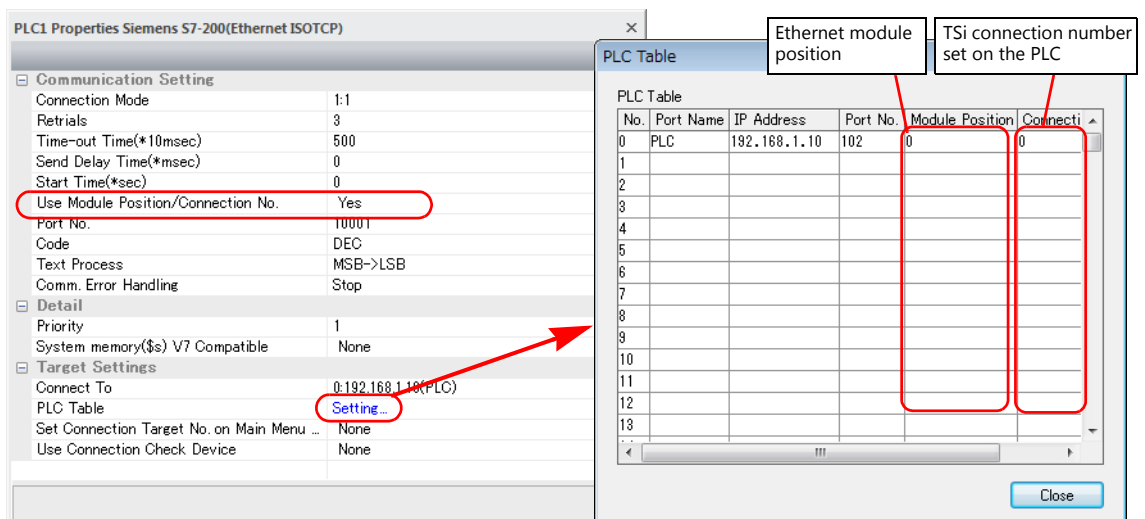 PLC1 Properties Siemens S7-200(Ethernet ISOTCP)
Communication Setting
Connection Mode 1:1
Retrials 3
Time-out Time(*10msec) 500
Send Delay Time(*msec) 0
Start Time(*sec) 0
Use Module Position/Connection No. Yes
Port No. 10001
Code DEC
Text Process MSB->LSB
Comm. Error Handling Stop
Detail
Priority 1
System memory($s) V7 Compatible None
Target Settings
Connect To 0:192.168.1.10(PLC)
PLC Table Setting...
Set Connection Target No. on Main Menu ... None
Use Connection Check Device None
Ethernet module
position
TSi connection number
set on the PLC
PLC Table
PLC Table
No. Port Name IP Address Port No. Module Position Connecti
0 PLC 192.168.1.10 102 0 0
1
2
3
4
5
6
7
8
9
10
11
12
13
Close